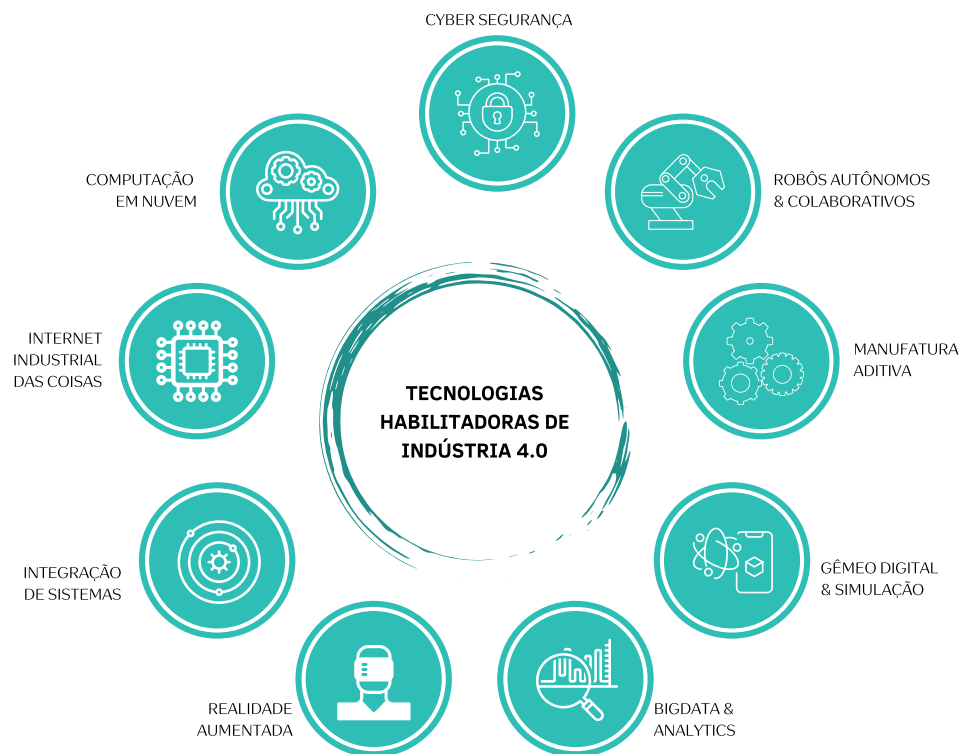 CYBER SEGURANÇA
COMPUTAÇÃO
EM NUVEM
ROBÔS AUTÔNOMOS
& COLABORATIVOS
INTERNET
INDUSTRIAL
DAS COISAS
MANUFATURA
ADITIVA
TECNOLOGIAS
HABILITADORAS DE
INDÚSTRIA 4.0
INTEGRAÇÃO
DE SISTEMAS
GÊMEO DIGITAL
& SIMULAÇÃO
REALIDADE
AUMENTADA
BIGDATA &
ANALYTICS